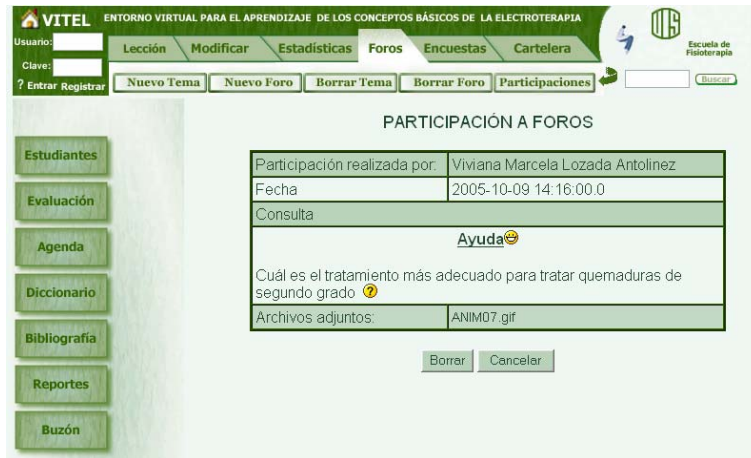 VITEL ENTORNO VIRTUAL PARA EL APRENDIZAJE DE LOS CONCEPTOS BÁSICOS DE LA ELECTROTERAPIA
UIS
Escuela de
Fisioterapia
Usuario:
Clave:
? Entrar Registrar
Lección Modificar Estadísticas Foros Encuestas Cartelera
Nuevo Tema Nuevo Foro Borrar Tema Borrar Foro Participaciones
Buscar
Estudiantes
Evaluación
Agenda
Diccionario
Bibliografía
Reportes
Buzón
PARTICIPACIÓN A FOROS
Participación realizada por: Viviana Marcela Lozada Antolinez
Fecha 2005-10-09 14:16:00.0
Consulta
Ayuda
Cuál es el tratamiento más adecuado para tratar quemaduras de
segundo grado
Archivos adjuntos: ANIM07.gif
Borrar Cancelar